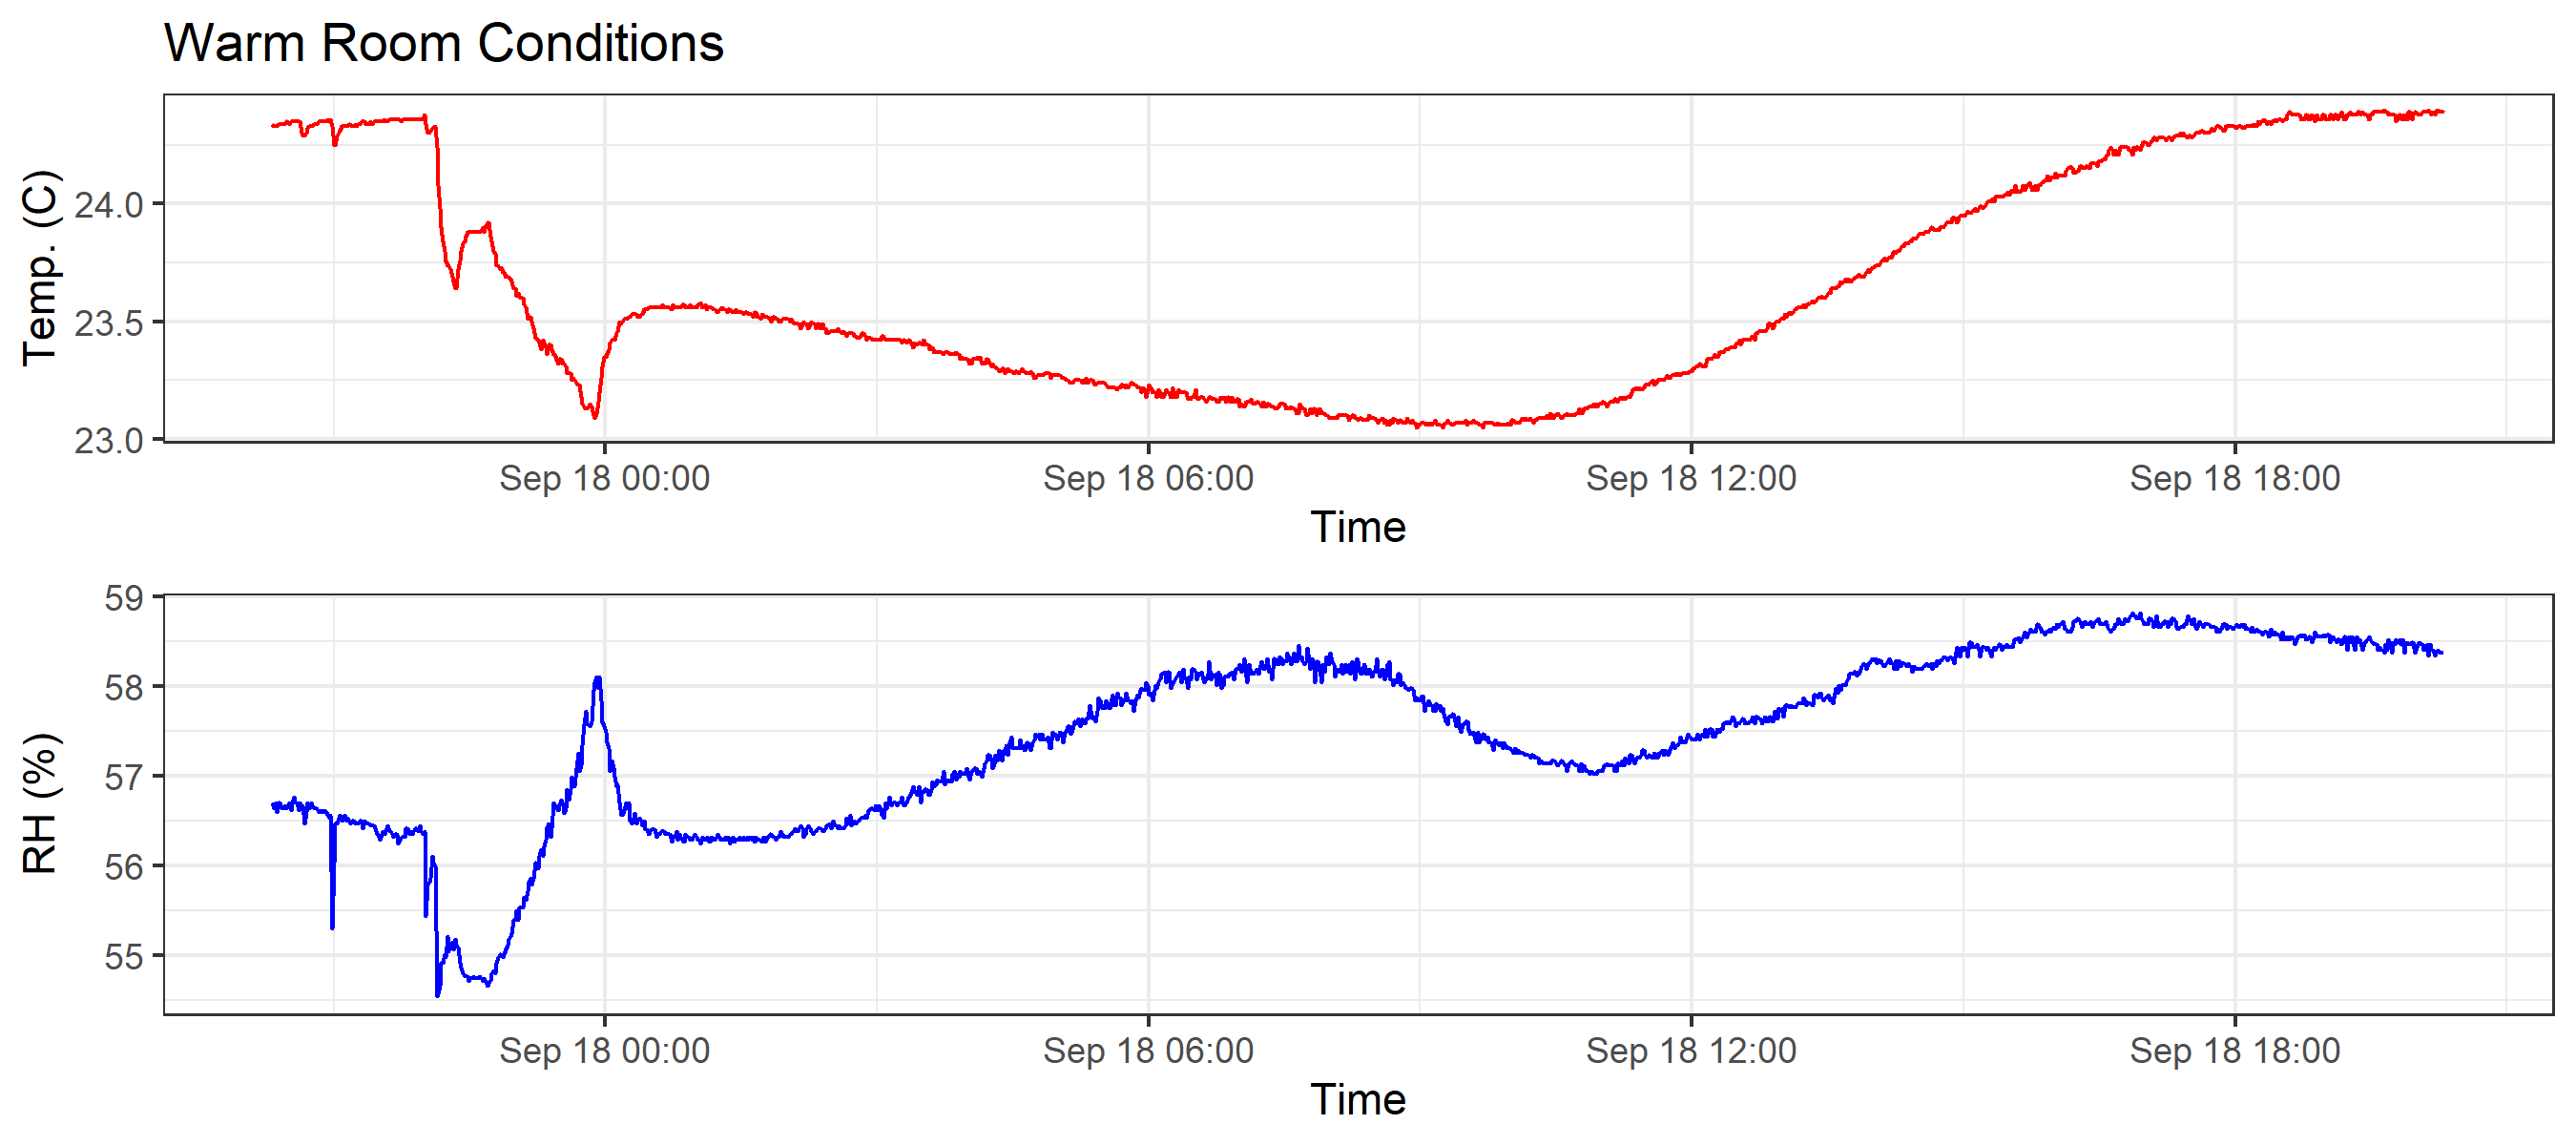 Warm Room Conditions
Temp. (C)
24.0
23.5
23.0
Sep 18 00:00 Sep 18 06:00 Sep 18 12:00 Sep 18 18:00
Time
RH (%)
59
58
57
56
55
Sep 18 00:00 Sep 18 06:00 Sep 18 12:00 Sep 18 18:00
Time